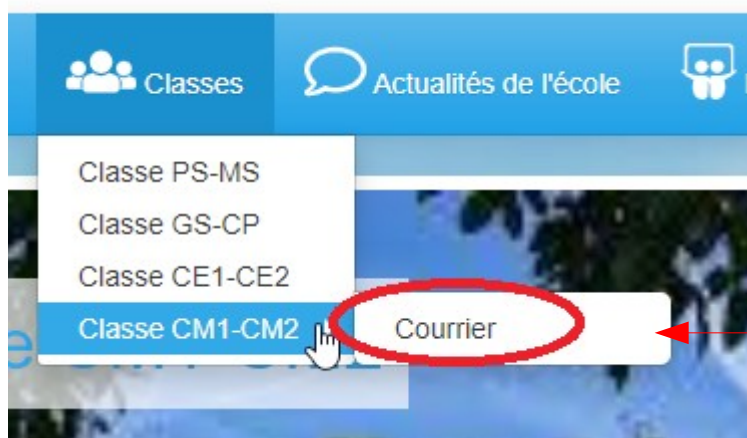 Classes Actualités de l'école
Classe PS-MS
Classe GS-CP
Classe CE1-CE2
Classe CM1-CM2 Courrier